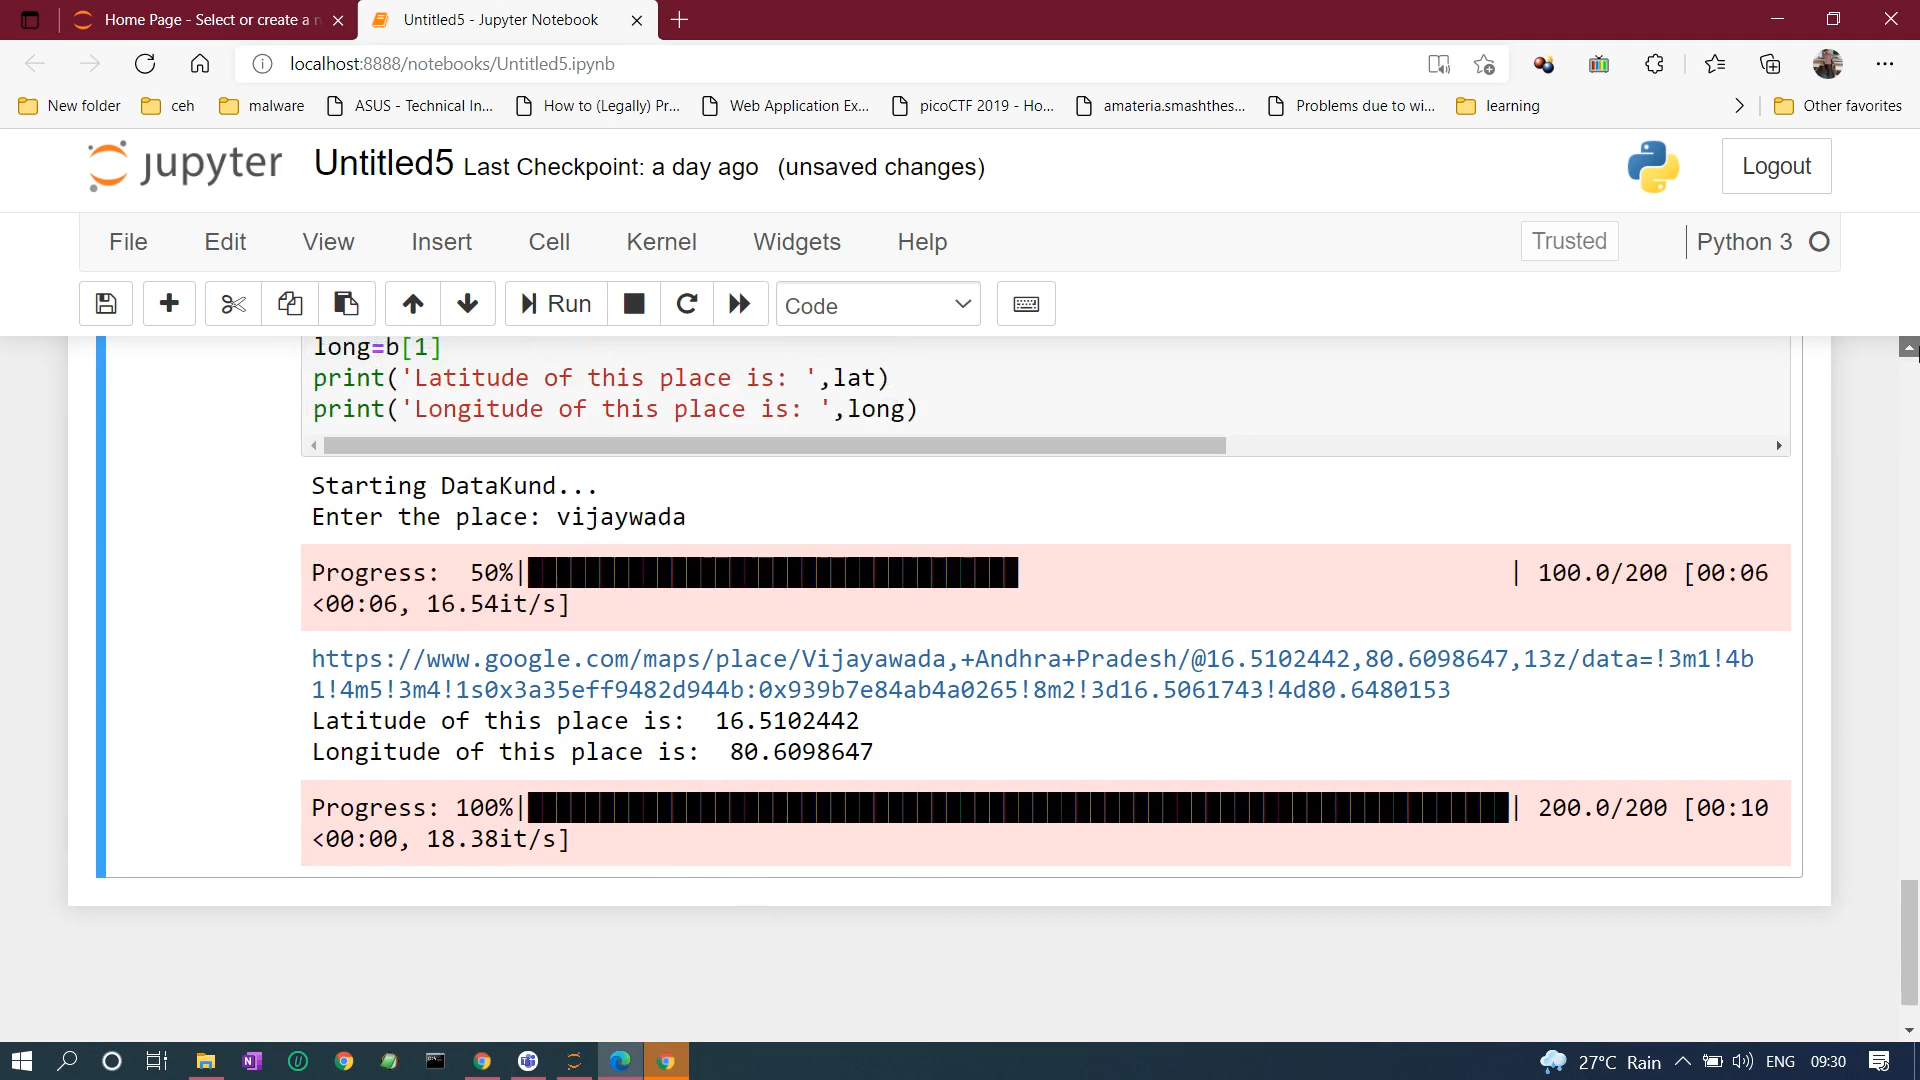 Home Page - Select or create a n
Untitled5 - Jupyter Notebook
localhost:8888/notebooks/Untitled5.ipynb
New folder ceh malware ASUS - Technical In... How to (Legally) Pr... Web Application Ex... picoCTF 2019 - Ho... amateria.smashthes... Problems due to wi... learning Other favorites
jupyter Untitled5 Last Checkpoint: a day ago (unsaved changes) Logout
File Edit View Insert Cell Kernel Widgets Help Trusted Python 3
Run Code
long=b[1]
print('Latitude of this place is: ',lat)
print('Longitude of this place is: ',long)
Starting DataKund...
Enter the place: vijaywada
Progress:  50%| | 100.0/200 [00:06
<00:06, 16.54it/s]
https://www.google.com/maps/place/Vijayawada,+Andhra+Pradesh/@16.5102442,80.6098647,13z/data=!3m1!4b
1!4m5!3m4!1s0x3a35eff9482d944b:0x939b7e84ab4a0265!8m2!3d16.5061743!4d80.6480153
Latitude of this place is:  16.5102442
Longitude of this place is:  80.6098647
Progress: 100%| | 200.0/200 [00:10
<00:00, 18.38it/s]
27°C Rain ENG 09:30